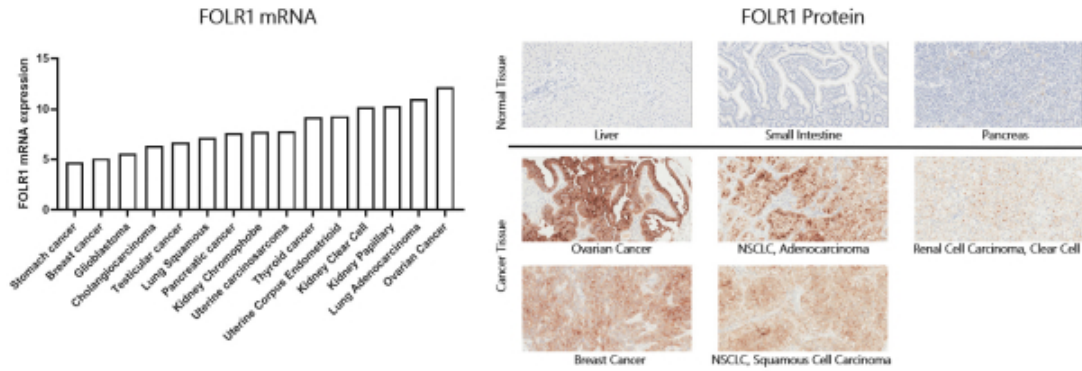 FOLR1 mRNA
FOLR1 mRNA expression
15
10
5
0
Stomach cancer
Breast cancer
Glioblastoma
Cholangiocarcinoma
Testicular cancer
Lung Squamous
Pancreatic cancer
Kidney Chromophobe
Uterine carcinosarcoma
Thyroid cancer
Uterine Corpus Endometrioid
Kidney Clear Cell
Kidney Papillary
Lung Adenocarcinoma
Ovarian Cancer
FOLR1 Protein
Normal Tissue
Liver
Small Intestine
Pancreas
Cancer Tissue
Ovarian Cancer
NSCLC, Adenocarcinoma
Renal Cell Carcinoma, Clear Cell
Breast Cancer
NSCLC, Squamous Cell Carcinoma